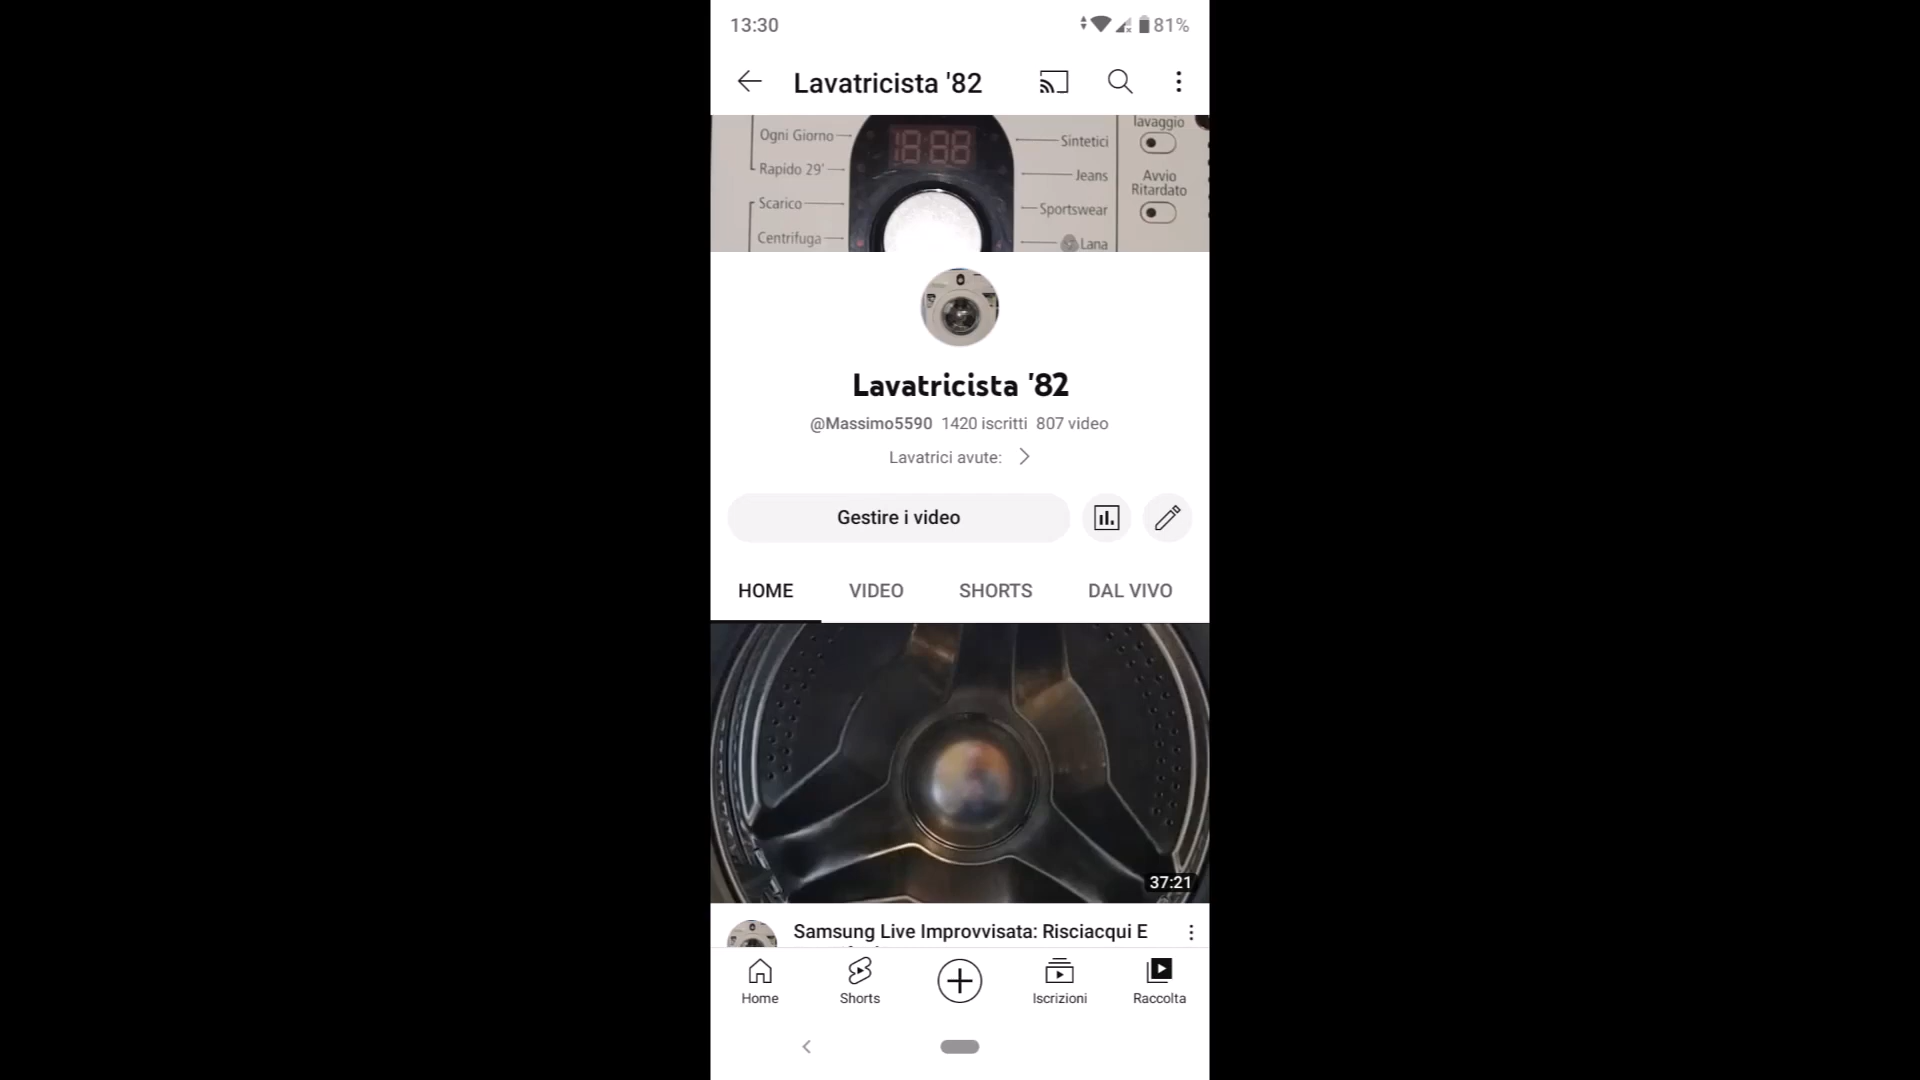 13:30
81%
Lavatricista '82
Ogni Giorno
Rapido 29'
Scarico
Centrifuga
18:88
Sintetici
Jeans
Sportswear
Lana
lavaggio
Avvio
Ritardato
Lavatricista '82
@Massimo5590 1420 iscritti 807 video
Lavatrici avute:
Gestire i video
HOME VIDEO SHORTS DAL VIVO
37:21
Samsung Live Improvvisata: Risciacqui E
Home Shorts Iscrizioni Raccolta